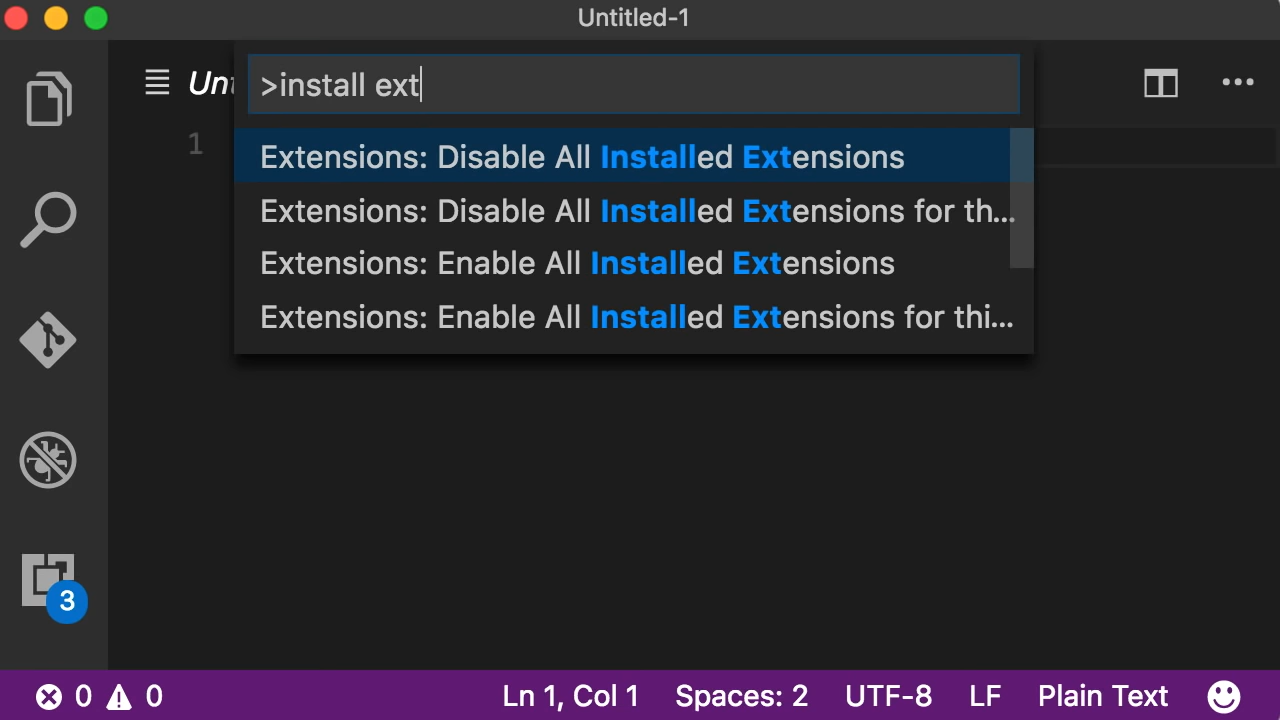 Untitled-1
Unt
>install ext
1
Extensions: Disable All Installed Extensions
Extensions: Disable All Installed Extensions for th...
Extensions: Enable All Installed Extensions
Extensions: Enable All Installed Extensions for thi...
3
0 0 Ln 1, Col 1 Spaces: 2 UTF-8 LF Plain Text